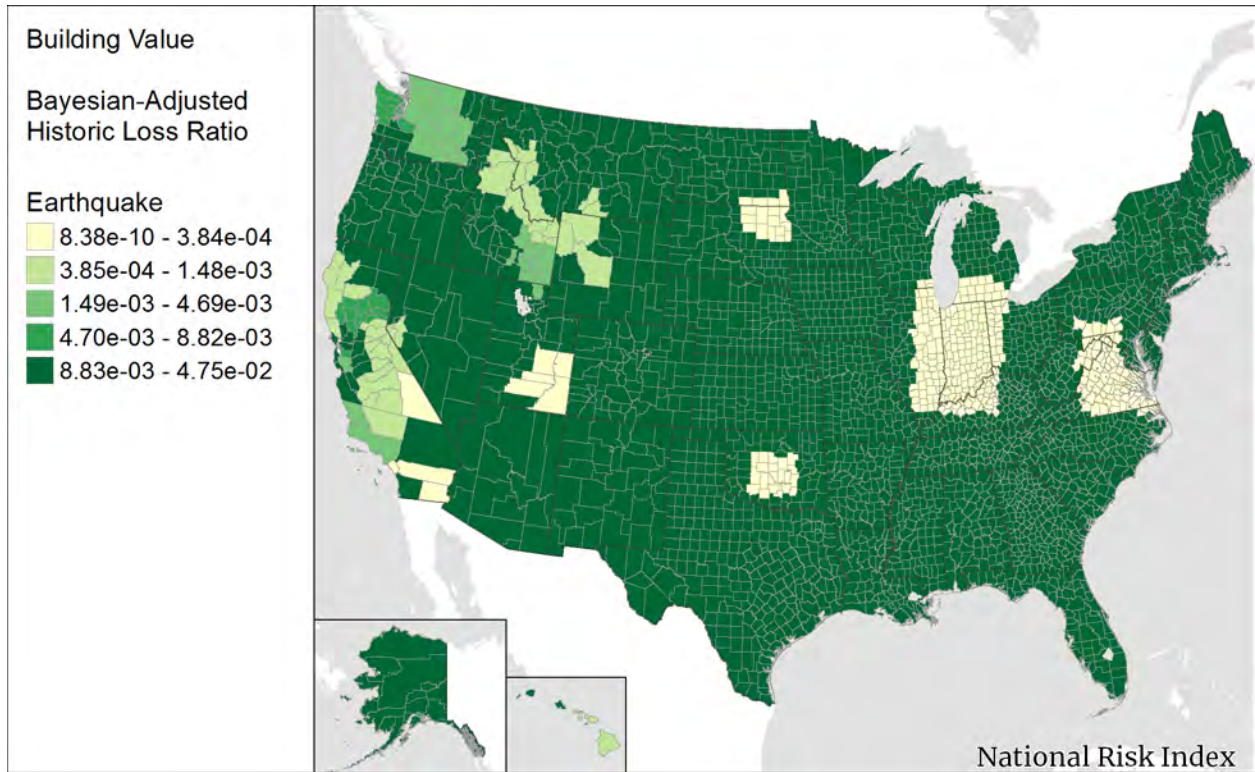 Building Value
Bayesian-Adjusted
Historic Loss Ratio
Earthquake
8.38e-10 - 3.84e-04
3.85e-04 - 1.48e-03
1.49e-03 - 4.69e-03
4.70e-03 - 8.82e-03
8.83e-03 - 4.75e-02
National Risk Index